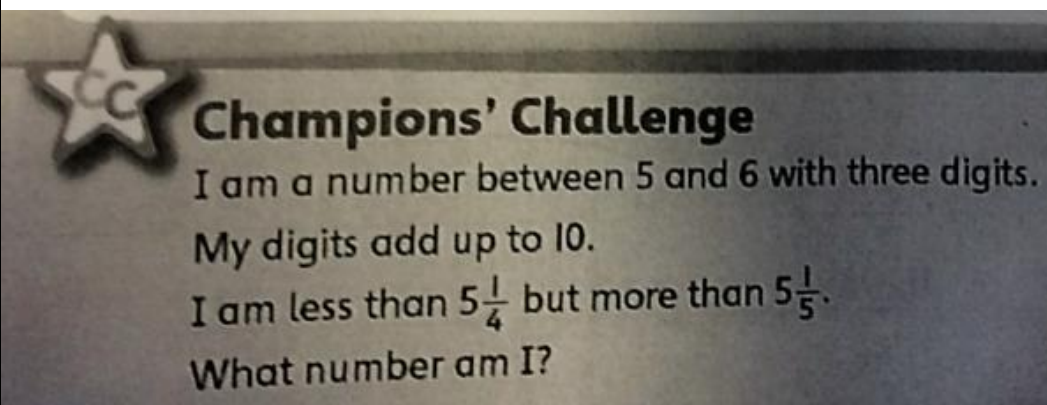 CC
Champions' Challenge
I am a number between 5 and 6 with three digits.
My digits add up to 10.
I am less than 5 1/4 but more than 5 1/5.
What number am I?